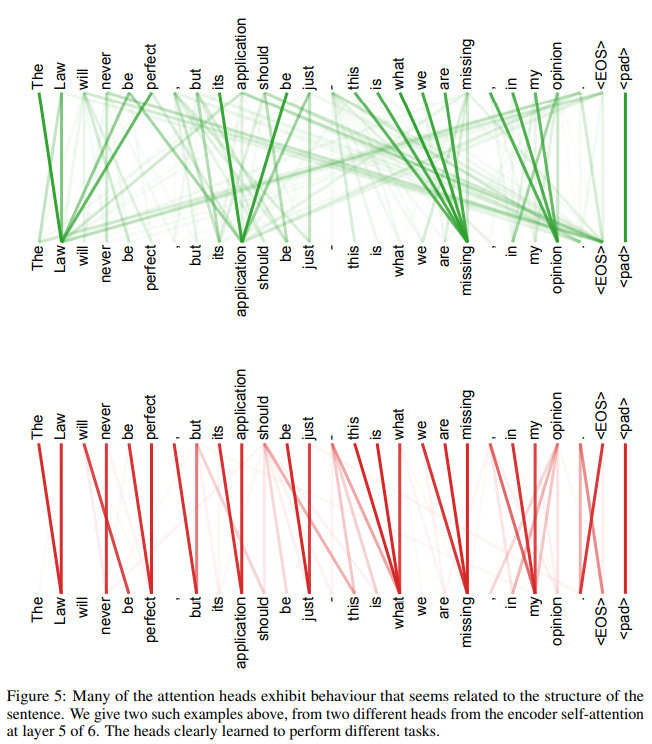 The Law will never be perfect , but its application should be just - this is what we are missing , in my opinion . <EOS> <pad>
The Law will never be perfect , but its application should be just - this is what we are missing , in my opinion . <EOS> <pad>
The Law will never be perfect , but its application should be just - this is what we are missing , in my opinion . <EOS> <pad>
The Law will never be perfect , but its application should be just - this is what we are missing , in my opinion . <EOS> <pad>
Figure 5: Many of the attention heads exhibit behaviour that seems related to the structure of the
sentence. We give two such examples above, from two different heads from the encoder self-attention
at layer 5 of 6. The heads clearly learned to perform different tasks.